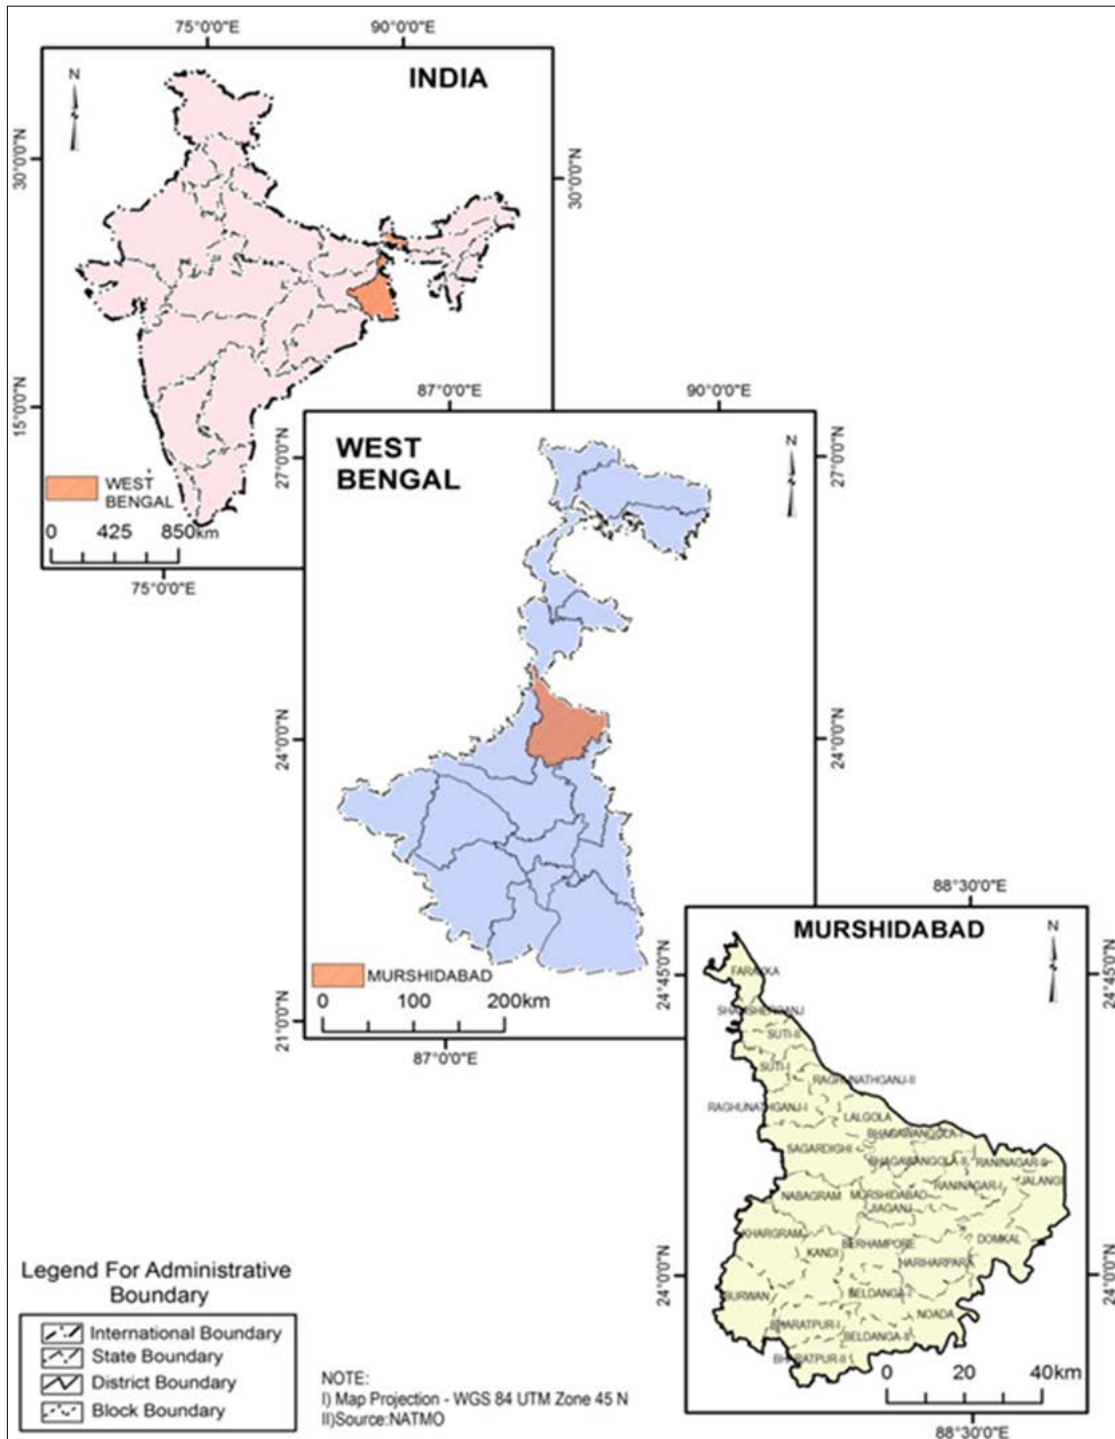 75°0'0"E
90°0'0"E
INDIA
N
30°0'0"N
30°0'0"N
15°0'0"N
WEST
BENGAL
0 425 850km
75°0'0"E
87°0'0"E
90°0'0"E
WEST
BENGAL
N
27°0'0"N
27°0'0"N
24°0'0"N
24°0'0"N
MURSHIDABAD
0 100 200km
21°0'0"N
87°0'0"E
88°30'0"E
MURSHIDABAD
N
24°45'0"N
24°45'0"N
FARAKKA
SHAMSHERGANJ
SUTI-II
SUTI-I
RAGHUNATHGANJ-II
RAGHUNATHGANJ-I
LALGOLA
BHAGAWANGOLA-I
SAGARDIGHI
BHAGAWANGOLA-II
RANINAGAR-II
JALANGI
RANINAGAR-I
NABAGRAM
MURSHIDABAD
JIAGANJ
KHARGRAM
BERHAMPORE
DOMKAL
KANDI
HARIHARPARA
24°0'0"N
24°0'0"N
BURWAN
BELDANGA-I
NOADA
BHARATPUR-I
BELDANGA-II
BHARATPUR-II
0 20 40km
88°30'0"E
Legend For Administrative
Boundary
International Boundary
State Boundary
District Boundary
Block Boundary
NOTE:
I) Map Projection - WGS 84 UTM Zone 45 N
II)Source:NATMO